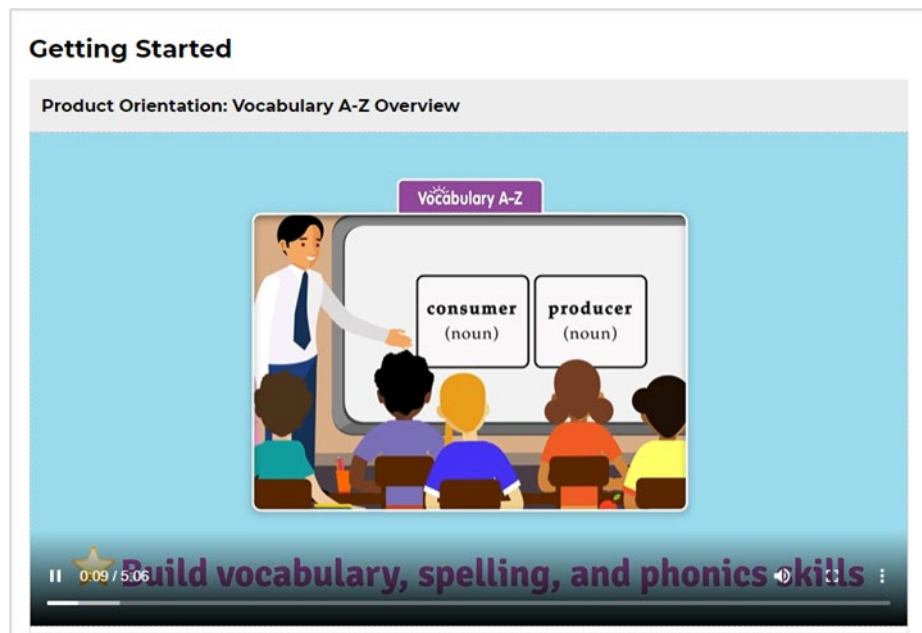 Getting Started
Product Orientation: Vocabulary A-Z Overview
Vocabulary A-Z
consumer
(noun)
producer
(noun)
Build vocabulary, spelling, and phonics skills
0:09 / 5:06